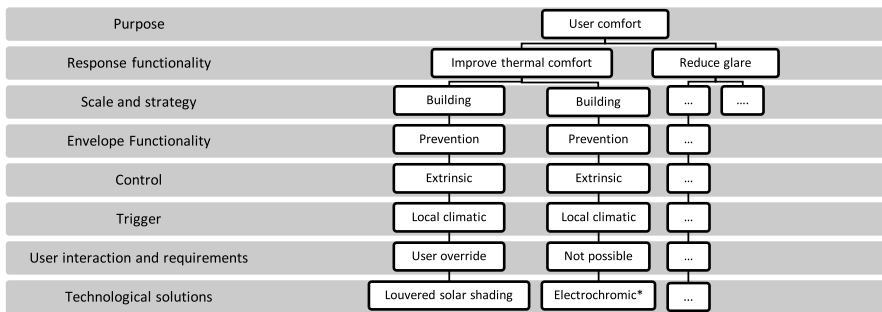 Purpose
User comfort
Response functionality
Improve thermal comfort
Reduce glare
Scale and strategy
Building
Building
...
....
Envelope Functionality
Prevention
Prevention
...
Control
Extrinsic
Extrinsic
...
Trigger
Local climatic
Local climatic
...
User interaction and requirements
User override
Not possible
...
Technological solutions
Louvered solar shading
Electrochromic*
...